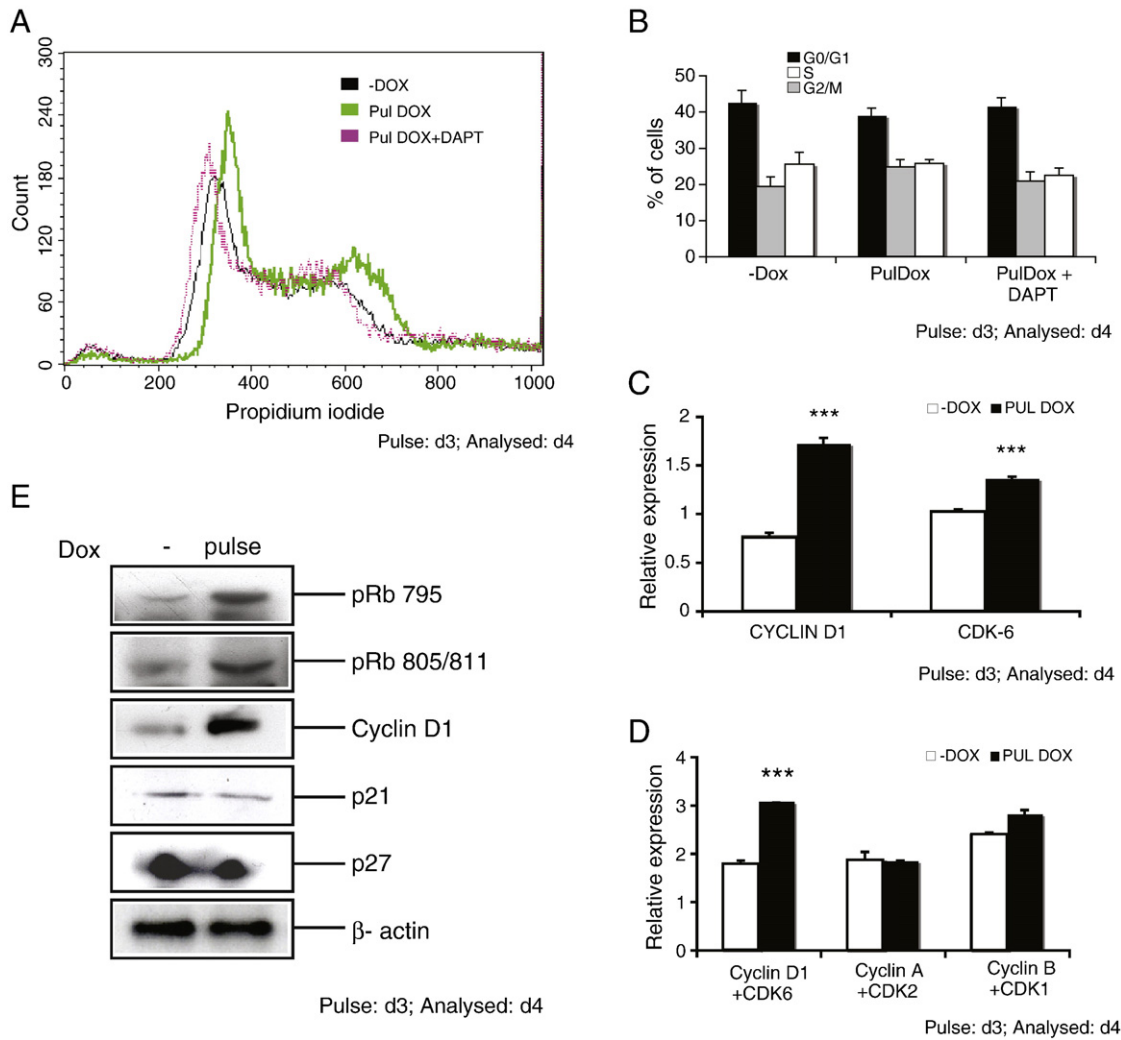 A
300
240
180
120
60
0
Count
-DOX
Pul DOX
Pul DOX+DAPT
0 200 400 600 800 1000
Propidium iodide
Pulse: d3; Analysed: d4
B
G0/G1
S
G2/M
50
40
30
20
10
0
% of cells
-Dox PulDox PulDox +
DAPT
Pulse: d3; Analysed: d4
C
-DOX PUL DOX
2
1.5
1
0.5
0
Relative expression
*** ***
CYCLIN D1 CDK-6
Pulse: d3; Analysed: d4
D
-DOX PUL DOX
4
3
2
1
0
Relative expression
***
Cyclin D1 Cyclin A Cyclin B
+CDK6 +CDK2 +CDK1
Pulse: d3; Analysed: d4
E
Dox - pulse
pRb 795
pRb 805/811
Cyclin D1
p21
p27
β- actin
Pulse: d3; Analysed: d4